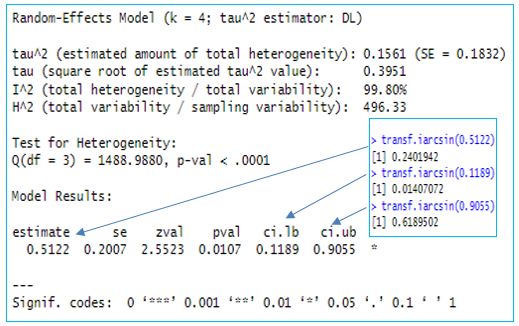 Random-Effects Model (k = 4; tau^2 estimator: DL)
tau^2 (estimated amount of total heterogeneity): 0.1561 (SE = 0.1832)
tau (square root of estimated tau^2 value): 0.3951
I^2 (total heterogeneity / total variability): 99.80%
H^2 (total variability / sampling variability): 496.33
Test for Heterogeneity:
Q(df = 3) = 1488.9880, p-val < .0001
> transf.iarcsin(0.5122)
[1] 0.2401942
> transf.iarcsin(0.1189)
[1] 0.01407072
> transf.iarcsin(0.9055)
[1] 0.6189502
Model Results:
estimate se zval pval ci.lb ci.ub
0.5122 0.2007 2.5523 0.0107 0.1189 0.9055 *
---
Signif. codes: 0 ‘***’ 0.001 ‘**’ 0.01 ‘*’ 0.05 ‘.’ 0.1 ‘ ’ 1